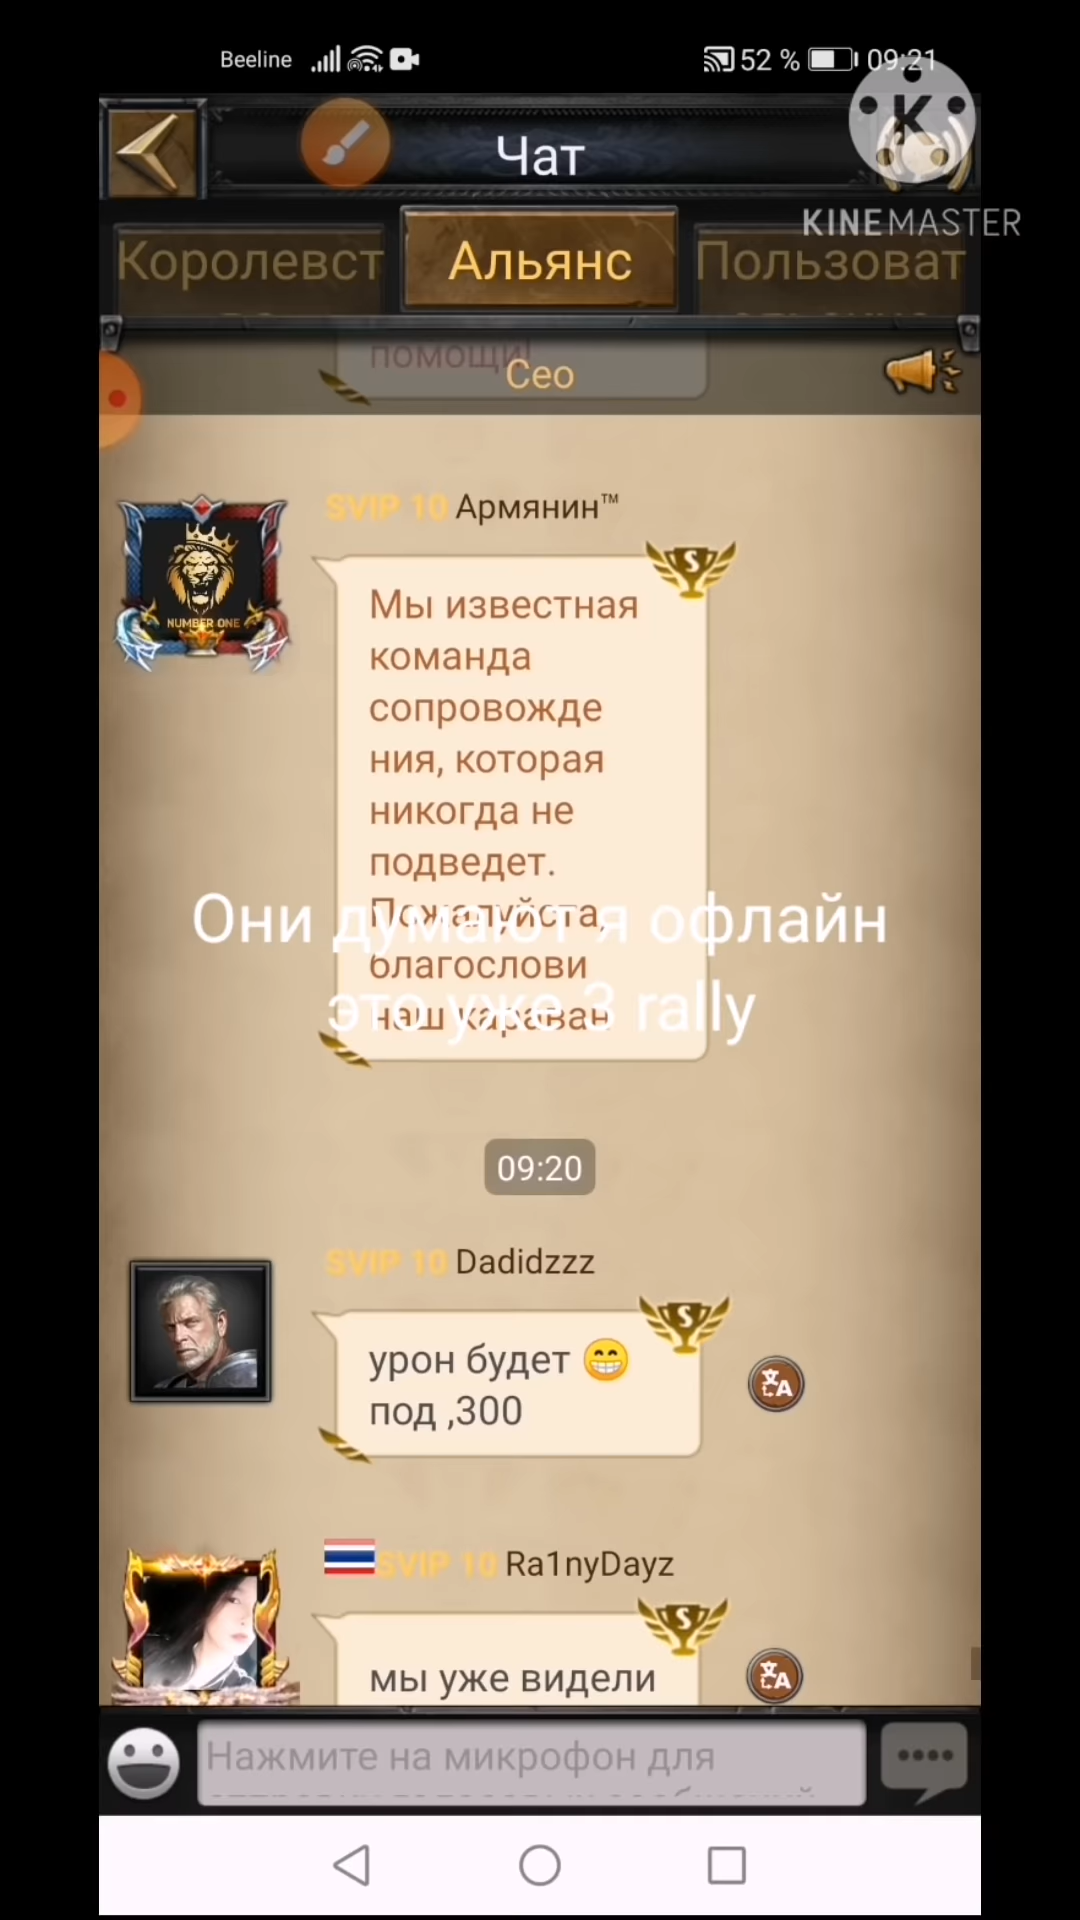 Beeline
52 %
09:21
Чат
K
KINEMASTER
Королевст
Альянс
Пользоват
помощи!
Ceo
SVIP 10 Армянин™
NUMBER ONE
Мы известная
команда
сопровожде
ния, которая
никогда не
подведет.
Пожалуйста,
благослови
наш караван
Они думают я офлайн
это уже 3 rally
09:20
SVIP 10 Dadidzzz
урон будет 😁
под ,300
SVIP 10 Ra1nyDayz
мы уже видели
Нажмите на микрофон для